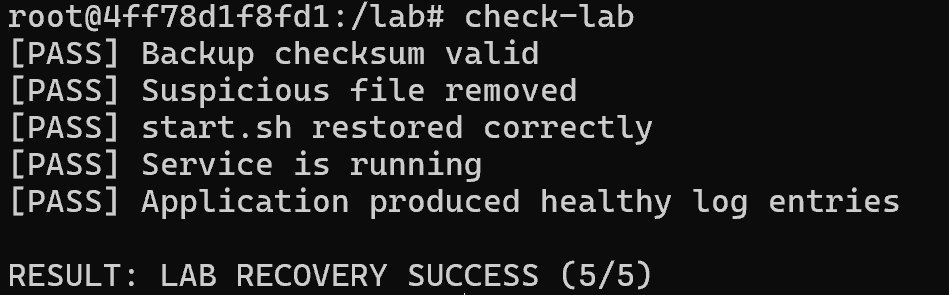 root@4ff78d1f8fd1:/lab# check-lab
[PASS] Backup checksum valid
[PASS] Suspicious file removed
[PASS] start.sh restored correctly
[PASS] Service is running
[PASS] Application produced healthy log entries
RESULT: LAB RECOVERY SUCCESS (5/5)